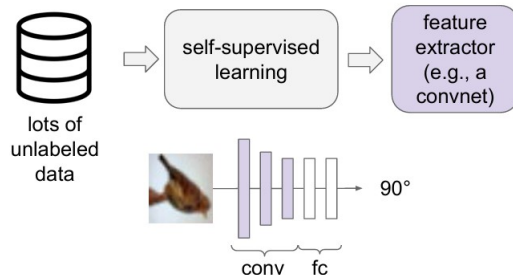 lots of
unlabeled
data
self-supervised
learning
feature
extractor
(e.g., a
convnet)
90°
conv
fc